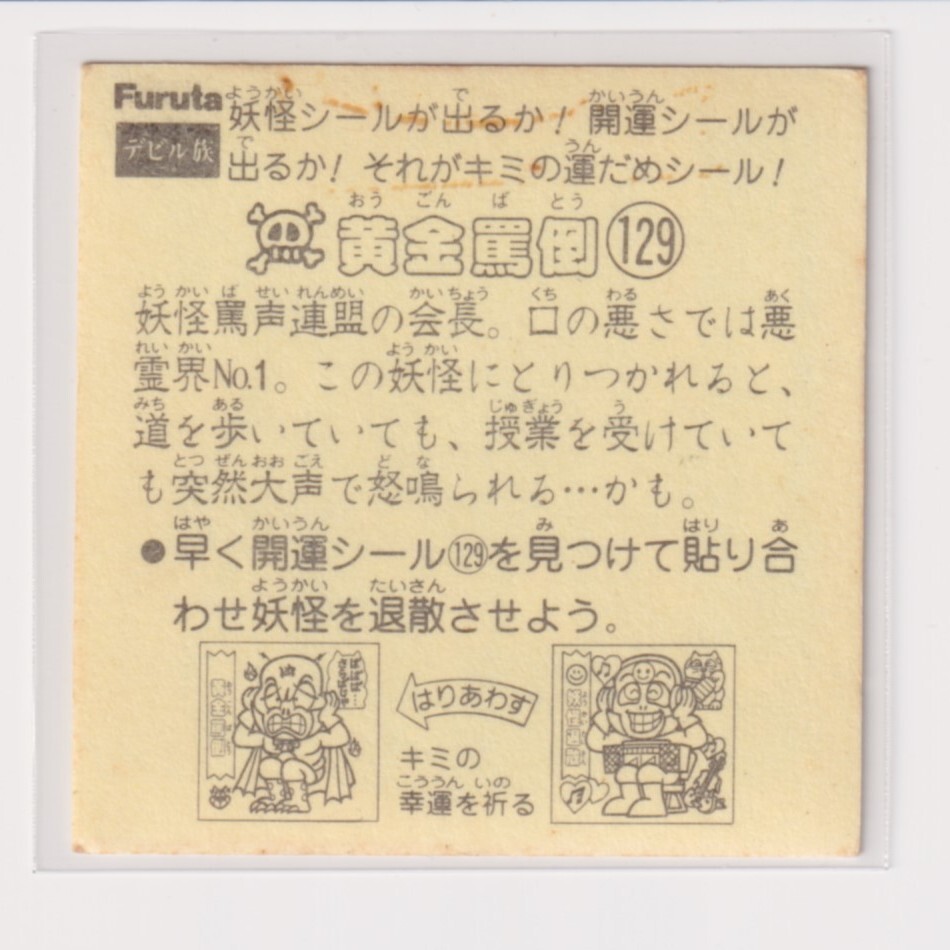 Furuta
デビル族
妖怪シールが出るか！開運シールが
出るか！それがキミの運だめシール！
黄金罵倒 129
妖怪罵声連盟の会長。口の悪さでは悪
霊界No.1。この妖怪にとりつかれると、
道を歩いていても、授業を受けていて
も突然大声で怒鳴られる…かも。
●早く開運シール129を見つけて貼り合
わせ妖怪を退散させよう。
はりあわす
キミの
幸運を祈る